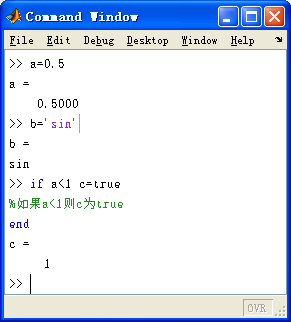 Command Window
File Edit Debug Desktop Window Help
>> a=0.5
a =
0.5000
>> b='sin'
b =
sin
>> if a<1 c=true
%如果a<1则c为true
end
c =
1
>>
OVR